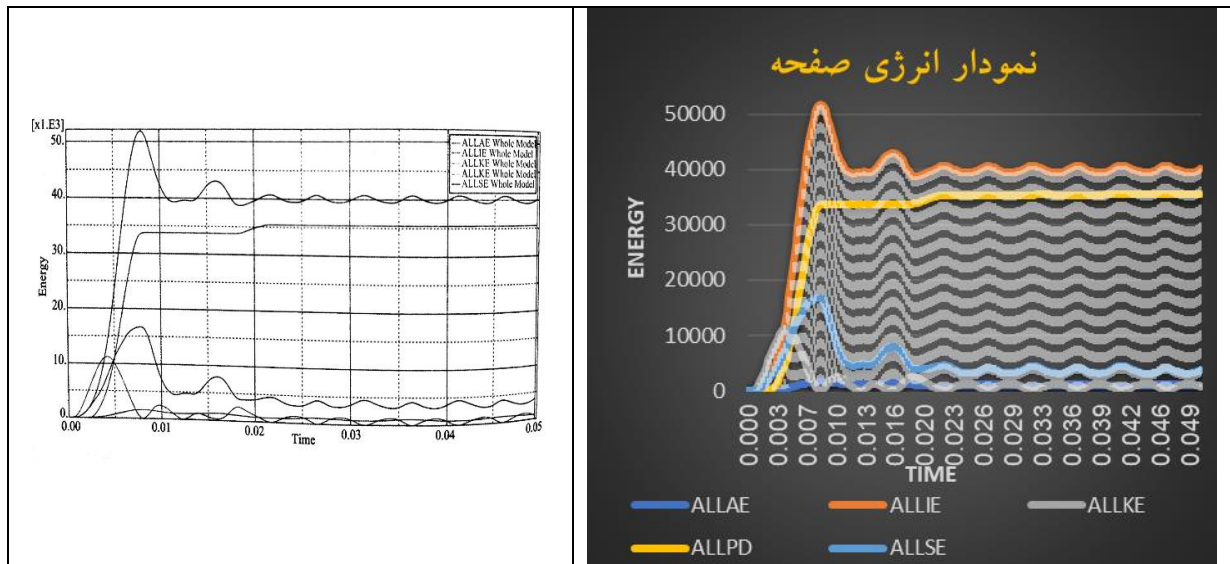 [x1.E3]
50.
40.
30.
20.
10.
0.
Energy
ALLAE Whole Model
ALLIE Whole Model
ALLKE Whole Model
ALLKE Whole Model
ALLSE Whole Model
0.00 0.01 0.02 0.03 0.04 0.05
Time
نمودار انرژی صفحه
50000
40000
30000
20000
10000
0
ENERGY
0.000 0.003 0.007 0.010 0.013 0.016 0.020 0.023 0.026 0.029 0.033 0.036 0.039 0.042 0.046 0.049
TIME
ALLAE ALLIE ALLKE
ALLPD ALLSE